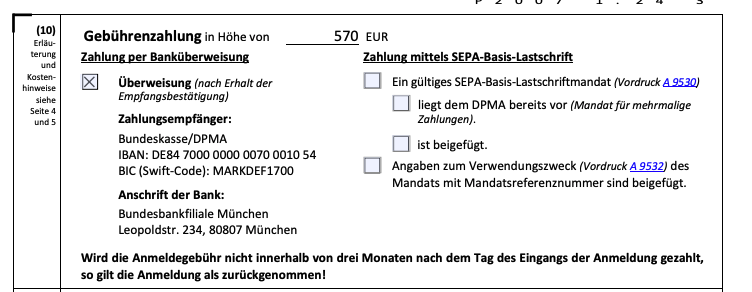 (10)
Erläu-
terung
und
Kosten-
hinweise
siehe
Seite 4
und 5
Gebührenzahlung in Höhe von 570 EUR
Zahlung per Banküberweisung
Überweisung (nach Erhalt der
Empfangsbestätigung)
Zahlungsempfänger:
Bundeskasse/DPMA
IBAN: DE84 7000 0000 0070 0010 54
BIC (Swift-Code): MARKDEF1700
Anschrift der Bank:
Bundesbankfiliale München
Leopoldstr. 234, 80807 München
Zahlung mittels SEPA-Basis-Lastschrift
Ein gültiges SEPA-Basis-Lastschriftmandat (Vordruck A 9530)
liegt dem DPMA bereits vor (Mandat für mehrmalige
Zahlungen).
ist beigefügt.
Angaben zum Verwendungszweck (Vordruck A 9532) des
Mandats mit Mandatsreferenznummer sind beigefügt.
Wird die Anmeldegebühr nicht innerhalb von drei Monaten nach dem Tag des Eingangs der Anmeldung gezahlt,
so gilt die Anmeldung als zurückgenommen!